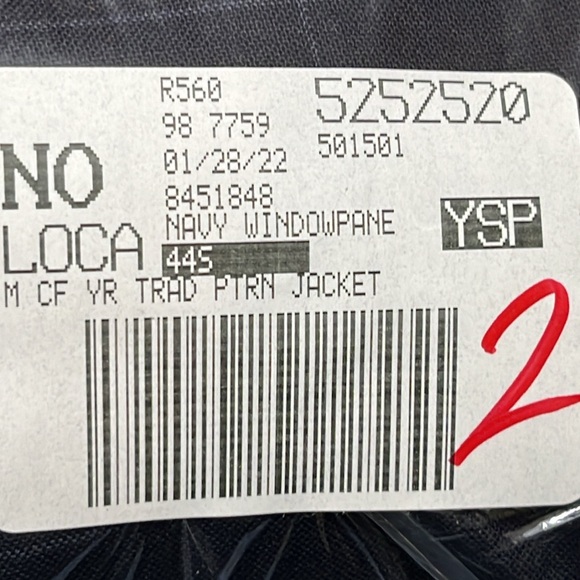 R560
5252520
98 7759
501501
NO
01/28/22
8451848
NAVY WINDOWPANE
YSP
LOCA
44S
M CF YR TRAD PTRN JACKET
2